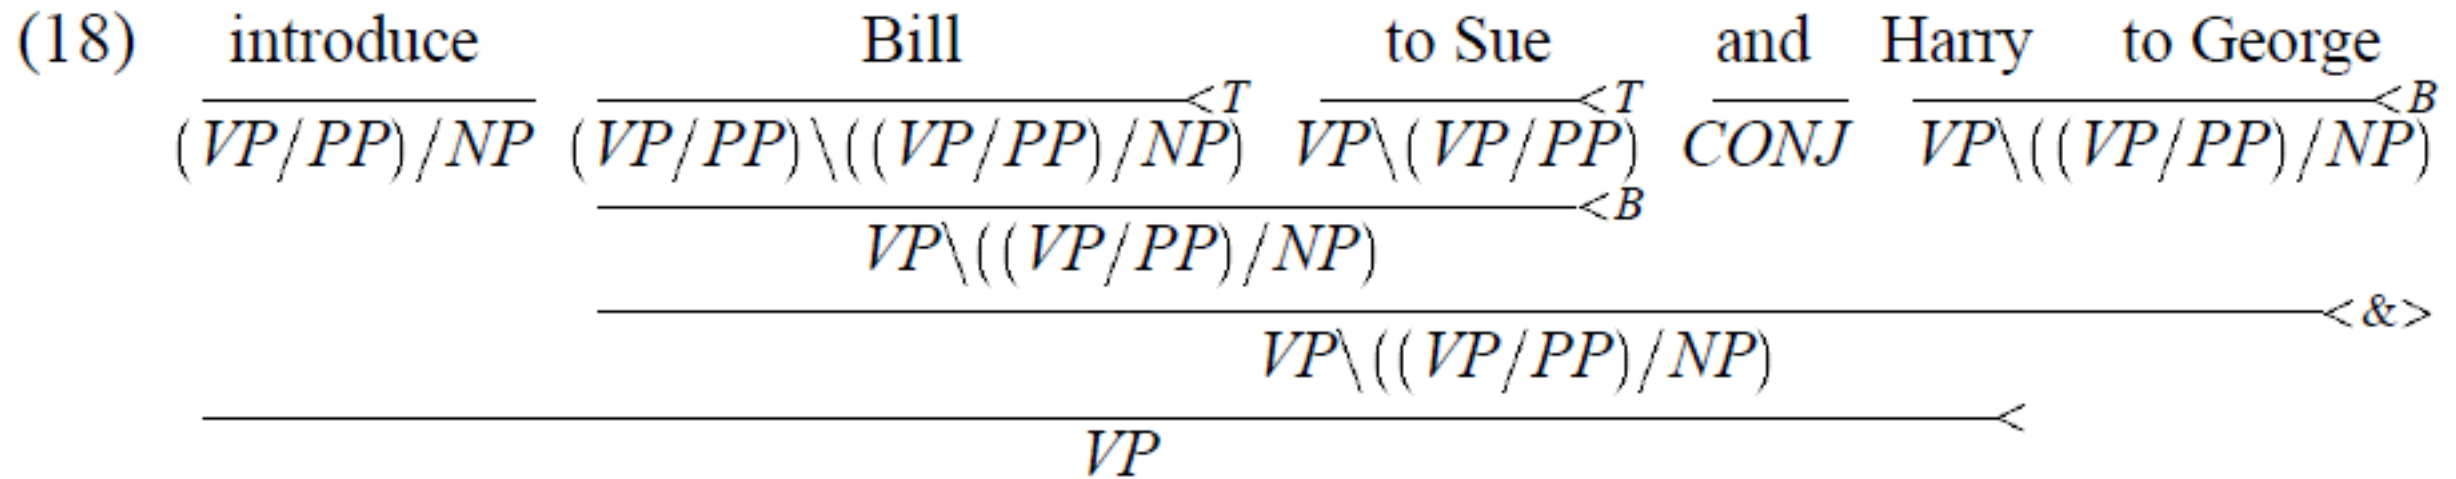 (18) introduce Bill to Sue and Harry to George
<T <T <B
(VP/PP)/NP (VP/PP)\((VP/PP)/NP) VP\(VP/PP) CONJ VP\((VP/PP)/NP)
<B
VP\((VP/PP)/NP)
<&>
VP\((VP/PP)/NP)
<
VP